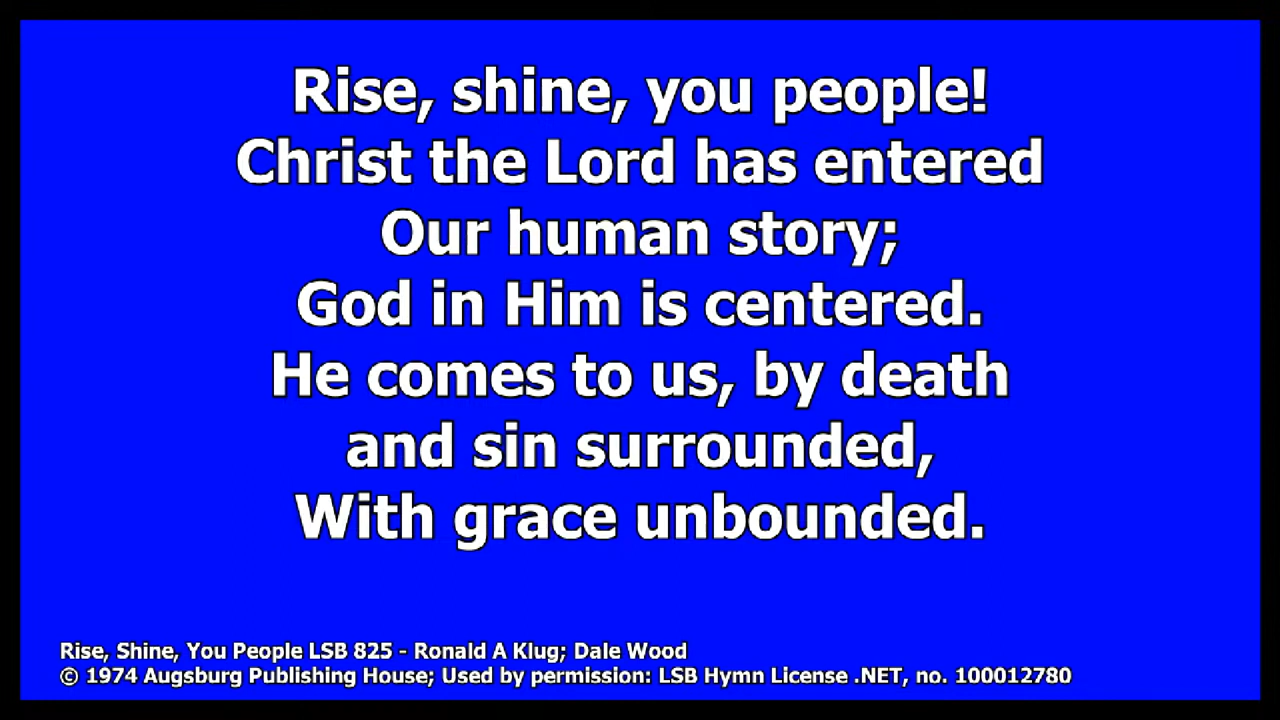 Rise, shine, you people!
Christ the Lord has entered
Our human story;
God in Him is centered.
He comes to us, by death
and sin surrounded,
With grace unbounded.
Rise, Shine, You People LSB 825 - Ronald A Klug; Dale Wood
© 1974 Augsburg Publishing House; Used by permission: LSB Hymn License .NET, no. 100012780